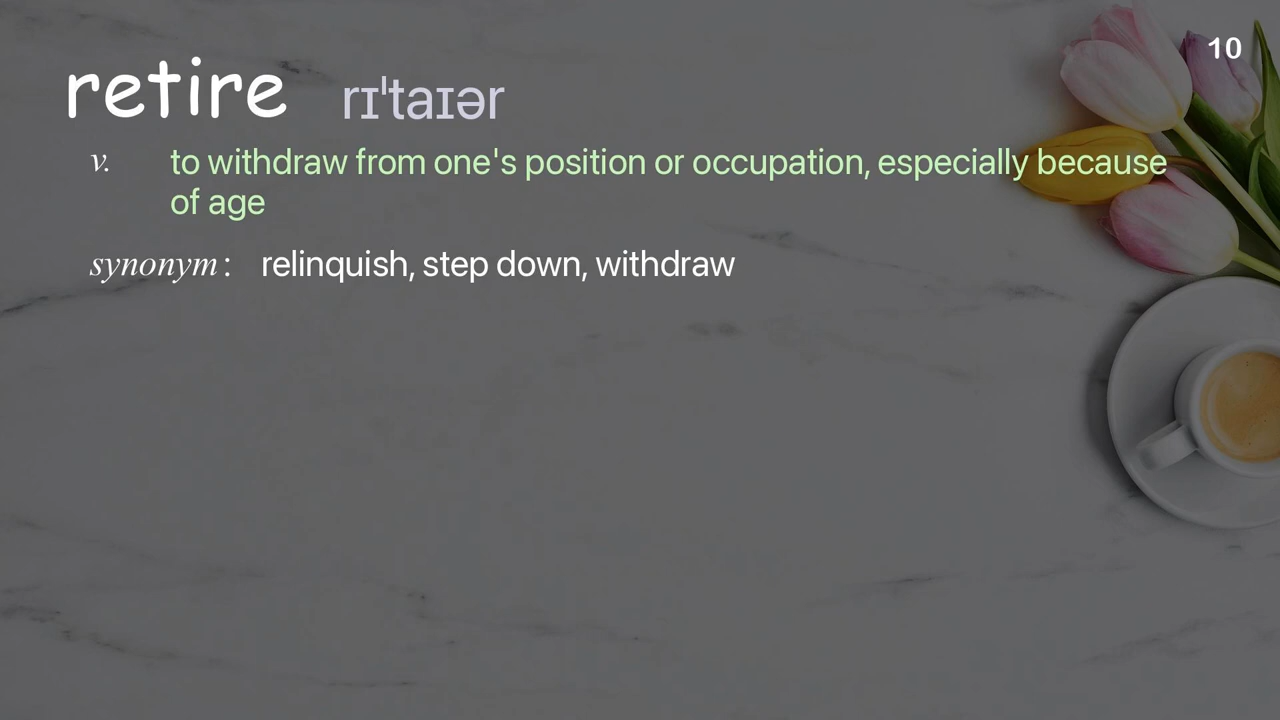 10
retire rɪˈtaɪər
v. to withdraw from one's position or occupation, especially because
of age
synonym : relinquish, step down, withdraw